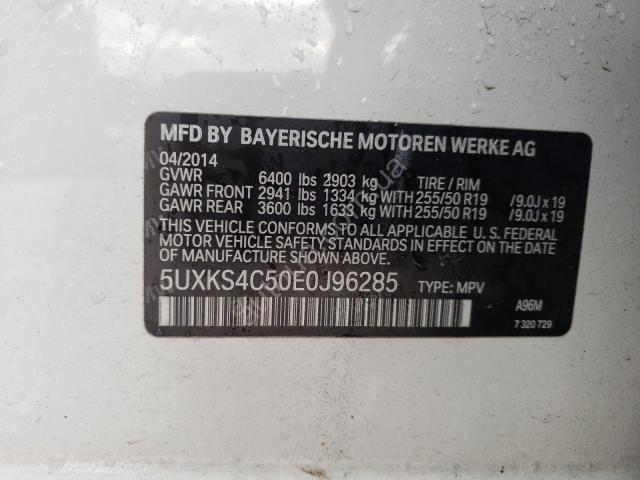 MFD BY BAYERISCHE MOTOREN WERKE AG
04/2014
GVWR 6400 lbs 2903 kg TIRE / RIM
GAWR FRONT 2941 lbs 1334 kg WITH 255/50 R19 /9.0J x 19
GAWR REAR 3600 lbs 1633 kg WITH 255/50 R19 /9.0J x 19
THIS VEHICLE CONFORMS TO ALL APPLICABLE U. S. FEDERAL
MOTOR VEHICLE SAFETY STANDARDS IN EFFECT ON THE DATE
OF MANUFACTURE SHOWN ABOVE.
5UXKS4C50E0J96285 TYPE: MPV
A96M
7 320 729